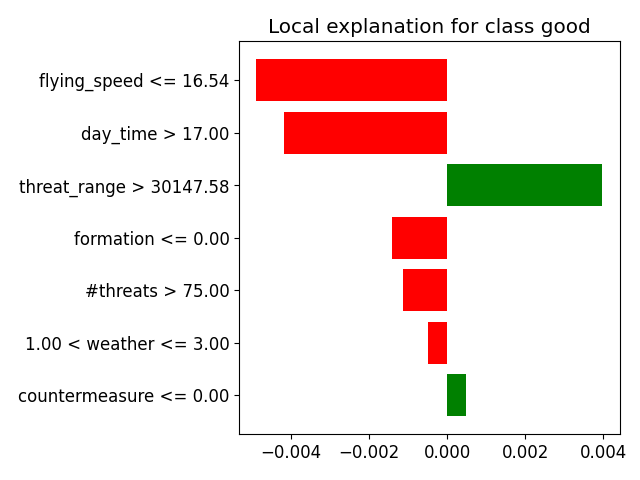 Local explanation for class good
flying_speed <= 16.54
day_time > 17.00
threat_range > 30147.58
formation <= 0.00
#threats > 75.00
1.00 < weather <= 3.00
countermeasure <= 0.00
−0.004 −0.002 0.000 0.002 0.004